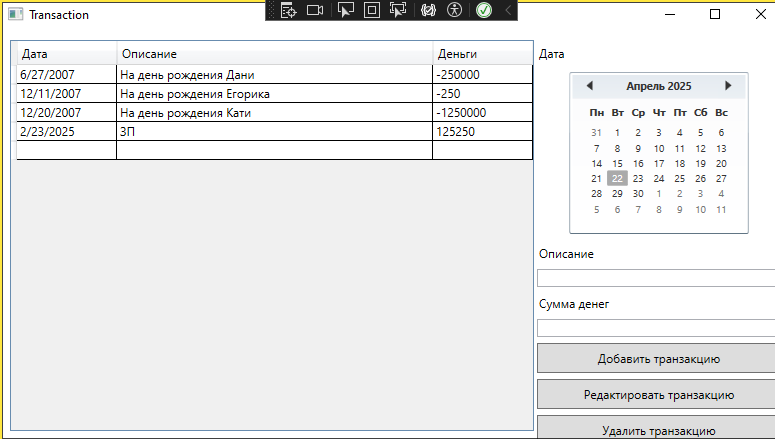 Transaction
Дата Описание Деньги
6/27/2007 На день рождения Дани -250000
12/11/2007 На день рождения Егорика -250
12/20/2007 На день рождения Кати -1250000
2/23/2025 ЗП 125250
Дата
Апрель 2025
Пн Вт Ср Чт Пт Сб Вс
31 1 2 3 4 5 6
7 8 9 10 11 12 13
14 15 16 17 18 19 20
21 22 23 24 25 26 27
28 29 30 1 2 3 4
5 6 7 8 9 10 11
Описание
Сумма денег
Добавить транзакцию
Редактировать транзакцию
Удалить транзакцию